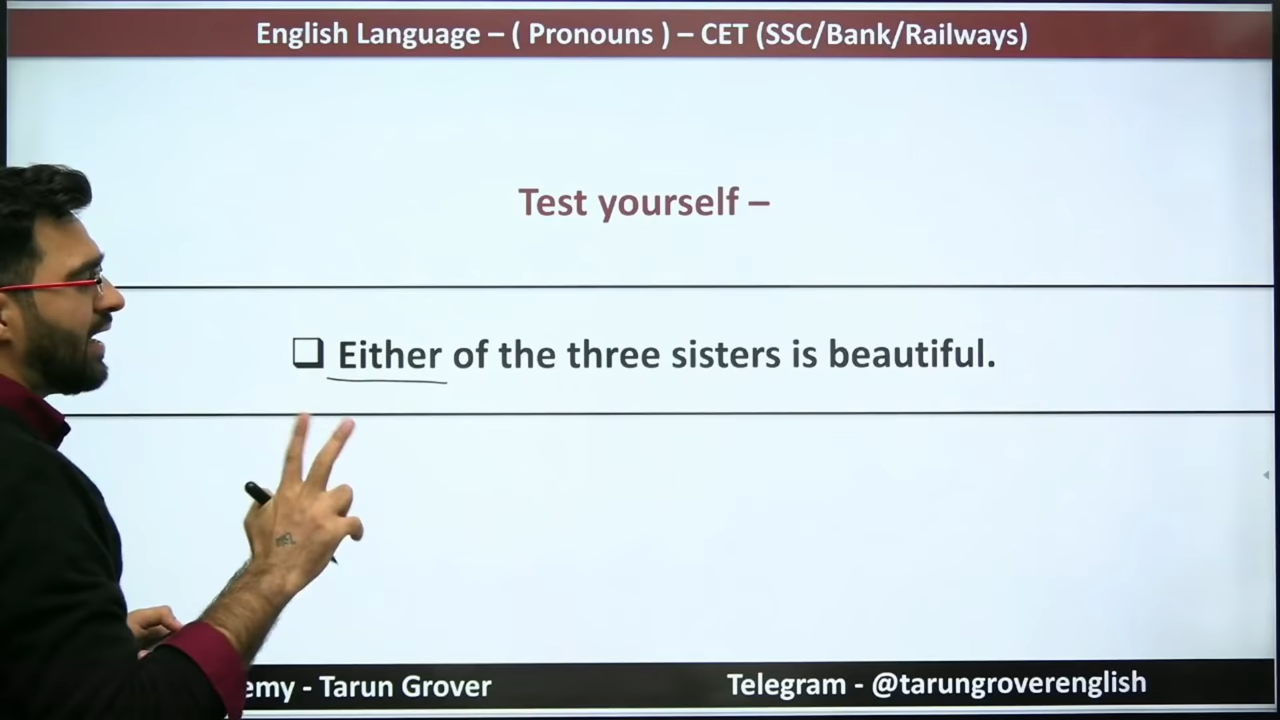 English Language – ( Pronouns ) – CET (SSC/Bank/Railways)
Test yourself –
❑ Either of the three sisters is beautiful.
- Tarun Grover
Telegram - @tarungroverenglish